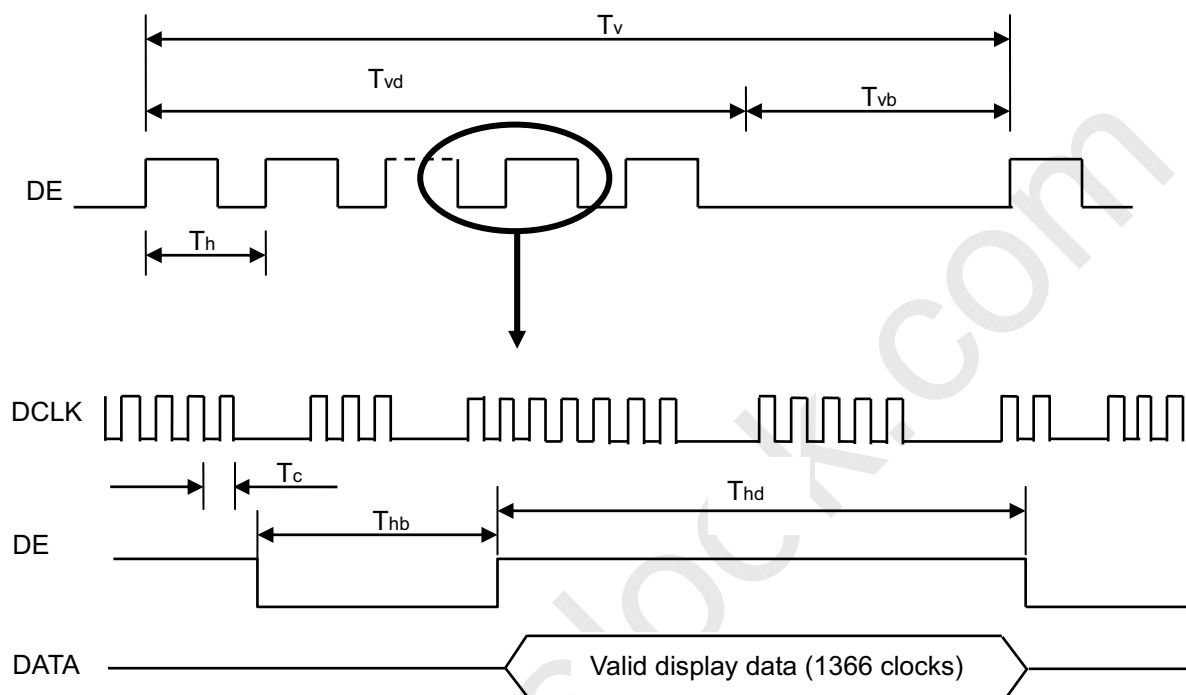 Tv
Tvd
Tvb
DE
Th
DCLK
Tc
Thd
Thb
DE
DATA
Valid display data (1366 clocks)